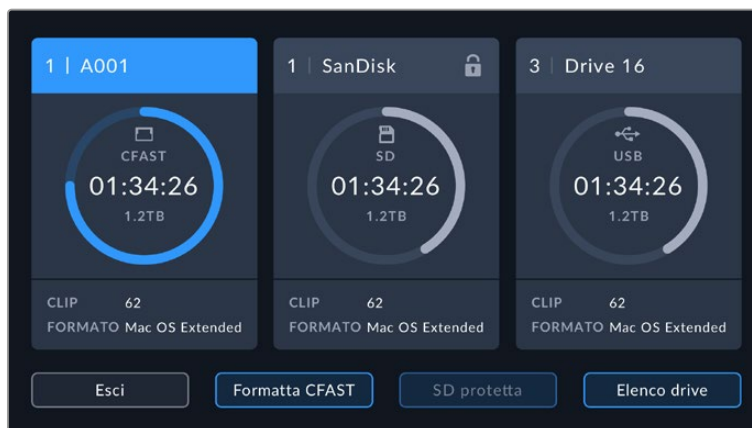 1 | A001
1 | SanDisk
3 | Drive 16
CFAST
01:34:26
1.2TB
SD
01:34:26
1.2TB
USB
01:34:26
1.2TB
CLIP 62
FORMATO Mac OS Extended
CLIP 62
FORMATO Mac OS Extended
CLIP 62
FORMATO Mac OS Extended
Esci
Formatta CFAST
SD protetta
Elenco drive